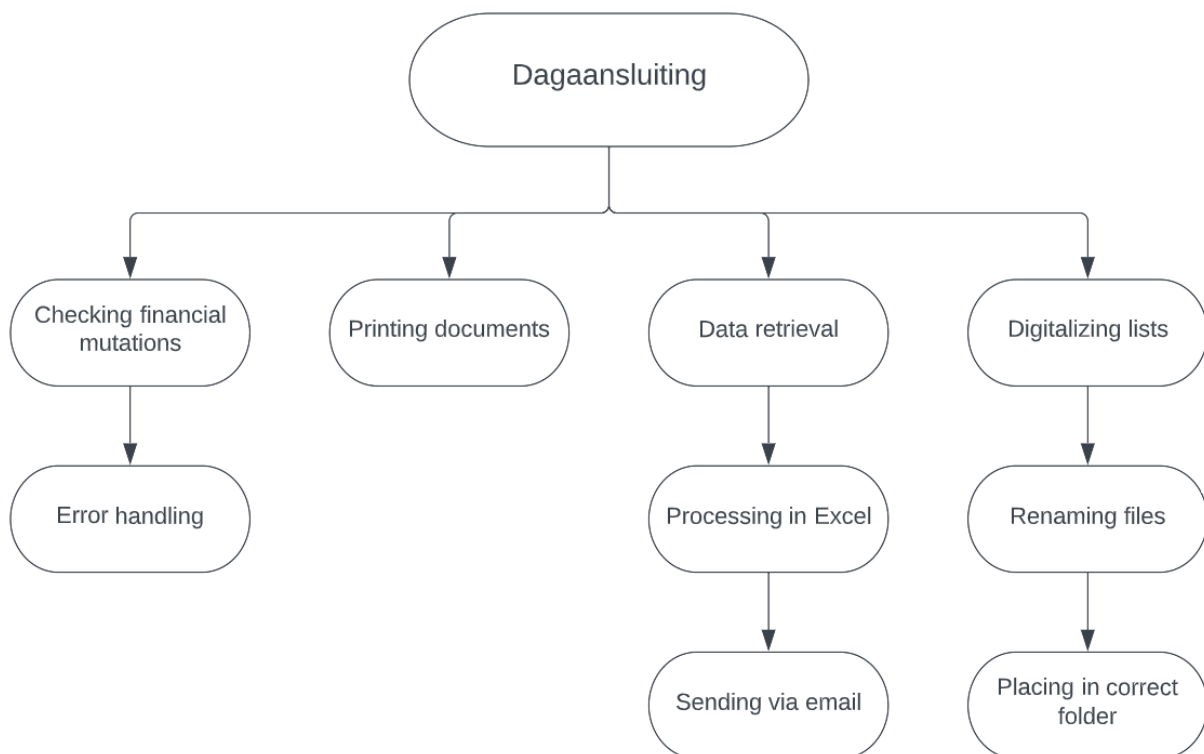 Dagaansluiting
Checking financial
mutations
Printing documents
Data retrieval
Digitalizing lists
Error handling
Processing in Excel
Renaming files
Sending via email
Placing in correct
folder